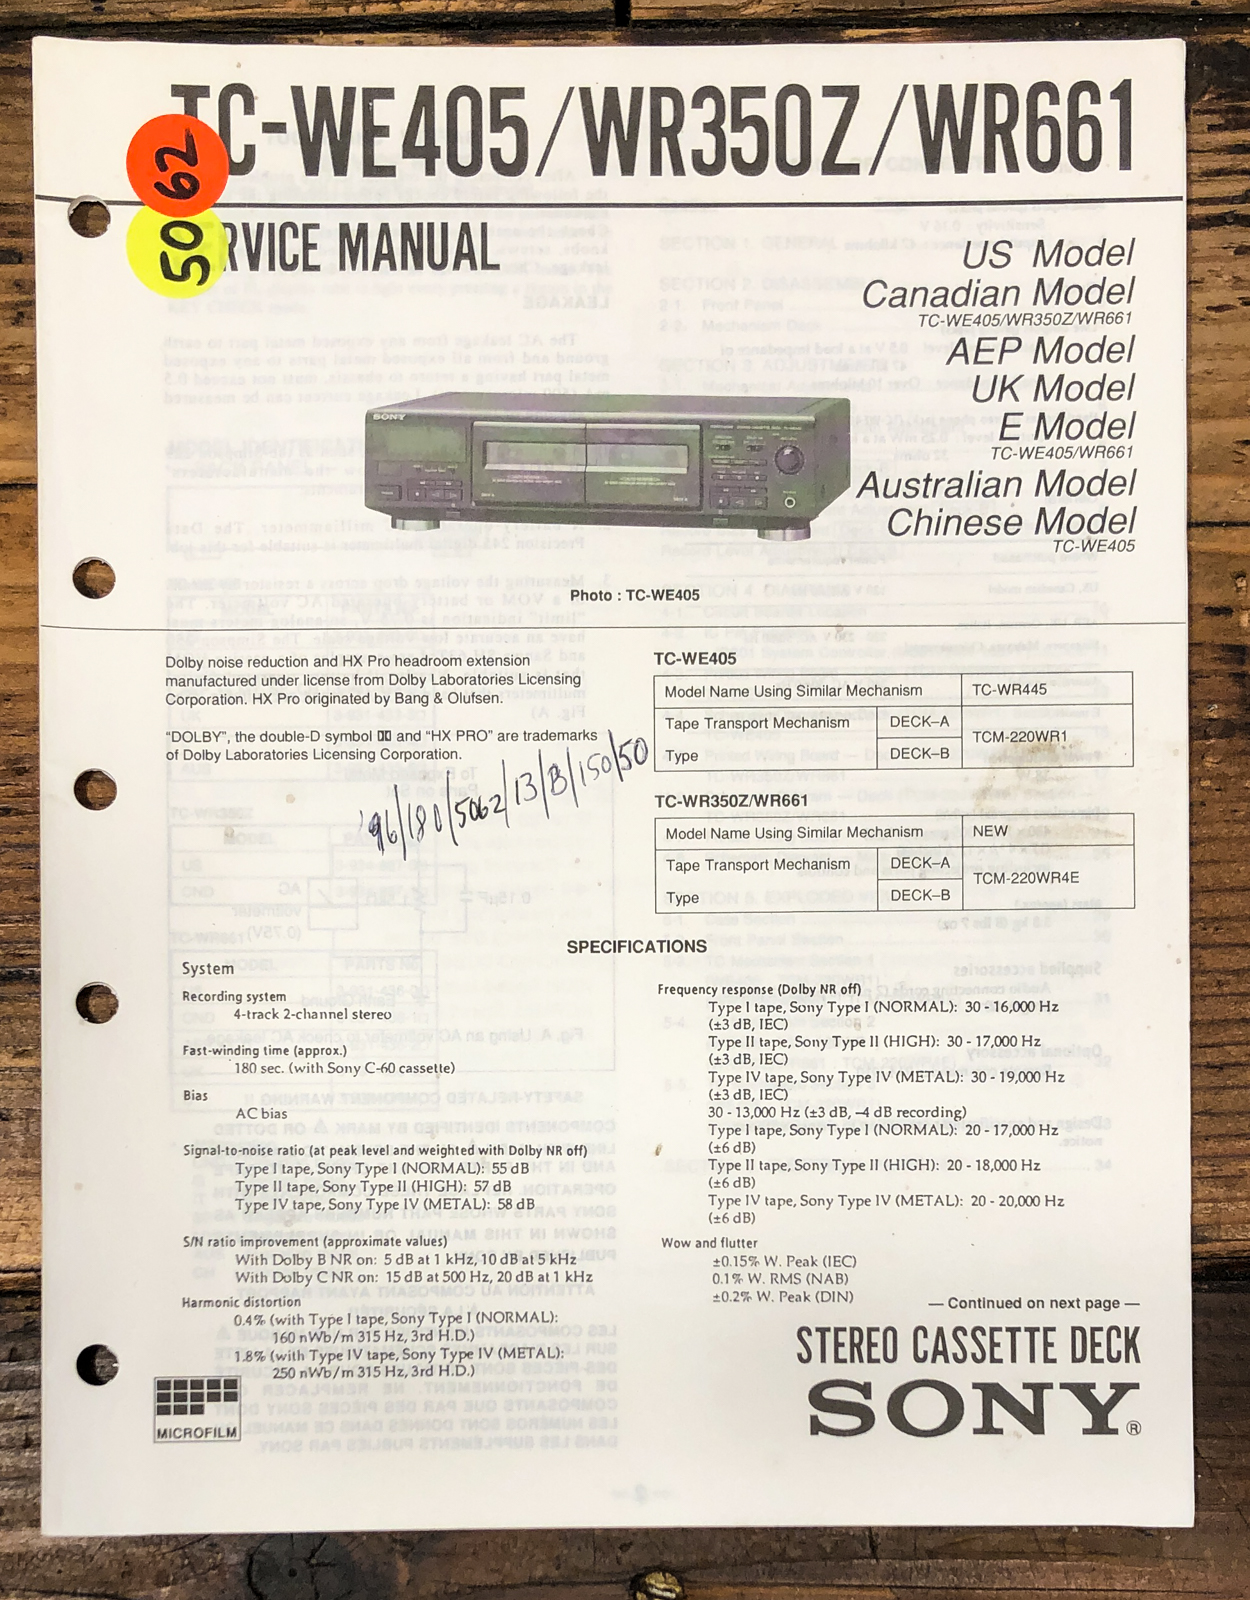 TC-WE405/WR350Z/WR661
62
50
RVICE MANUAL
US Model
Canadian Model
TC-WE405/WR350Z/WR661
AEP Model
UK Model
E Model
TC-WE405/WR661
Australian Model
Chinese Model
TC-WE405
SONY
Photo : TC-WE405
Dolby noise reduction and HX Pro headroom extension
manufactured under license from Dolby Laboratories Licensing
Corporation. HX Pro originated by Bang & Olufsen.
“DOLBY”, the double-D symbol and “HX PRO” are trademarks
of Dolby Laboratories Licensing Corporation.
'96/180/5062/13/B/150/50
TC-WE405
Model Name Using Similar Mechanism TC-WR445
Tape Transport Mechanism DECK–A
TCM-220WR1
Type DECK–B
TC-WR350Z/WR661
Model Name Using Similar Mechanism NEW
Tape Transport Mechanism DECK–A
TCM-220WR4E
Type DECK–B
SPECIFICATIONS
System
Recording system
4-track 2-channel stereo
Fast-winding time (approx.)
180 sec. (with Sony C-60 cassette)
Bias
AC bias
Signal-to-noise ratio (at peak level and weighted with Dolby NR off)
Type I tape, Sony Type I (NORMAL): 55 dB
Type II tape, Sony Type II (HIGH): 57 dB
Type IV tape, Sony Type IV (METAL): 58 dB
S/N ratio improvement (approximate values)
With Dolby B NR on: 5 dB at 1 kHz, 10 dB at 5 kHz
With Dolby C NR on: 15 dB at 500 Hz, 20 dB at 1 kHz
Harmonic distortion
0.4% (with Type I tape, Sony Type I (NORMAL):
160 nWb/m 315 Hz, 3rd H.D.)
1.8% (with Type IV tape, Sony Type IV (METAL):
250 nWb/m 315 Hz, 3rd H.D.)
Frequency response (Dolby NR off)
Type I tape, Sony Type I (NORMAL): 30 - 16,000 Hz
(±3 dB, IEC)
Type II tape, Sony Type II (HIGH): 30 - 17,000 Hz
(±3 dB, IEC)
Type IV tape, Sony Type IV (METAL): 30 - 19,000 Hz
(±3 dB, IEC)
30 - 13,000 Hz (±3 dB, –4 dB recording)
Type I tape, Sony Type I (NORMAL): 20 - 17,000 Hz
(±6 dB)
Type II tape, Sony Type II (HIGH): 20 - 18,000 Hz
(±6 dB)
Type IV tape, Sony Type IV (METAL): 20 - 20,000 Hz
(±6 dB)
Wow and flutter
±0.15% W. Peak (IEC)
0.1% W. RMS (NAB)
±0.2% W. Peak (DIN)
— Continued on next page —
MICROFILM
STEREO CASSETTE DECK
SONY®